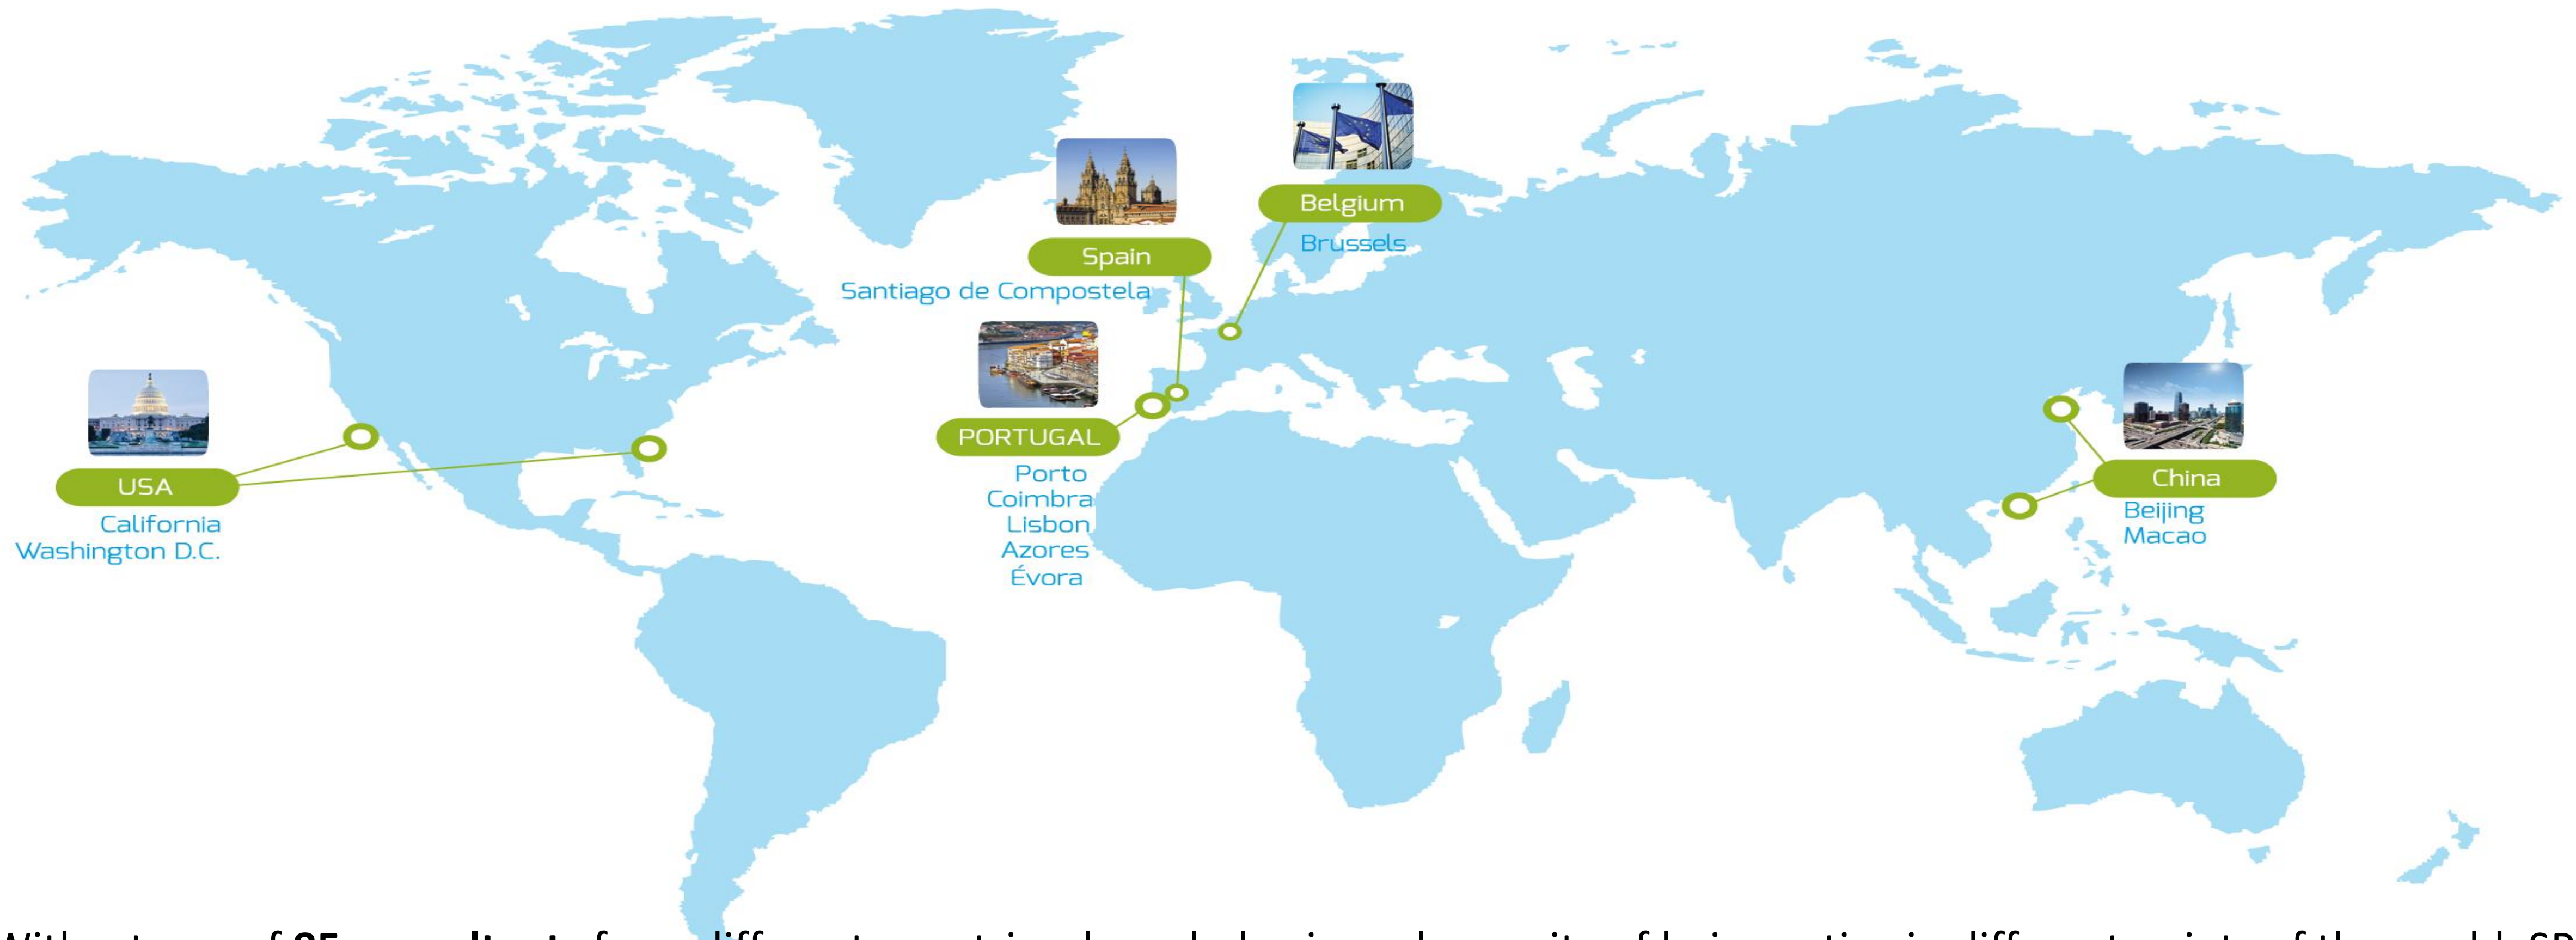 Belgium
Brussels
Spain
Santiago de Compostela
PORTUGAL
Porto
Coimbra
Lisbon
Azores
Évora
USA
California
Washington D.C.
China
Beijing
Macao